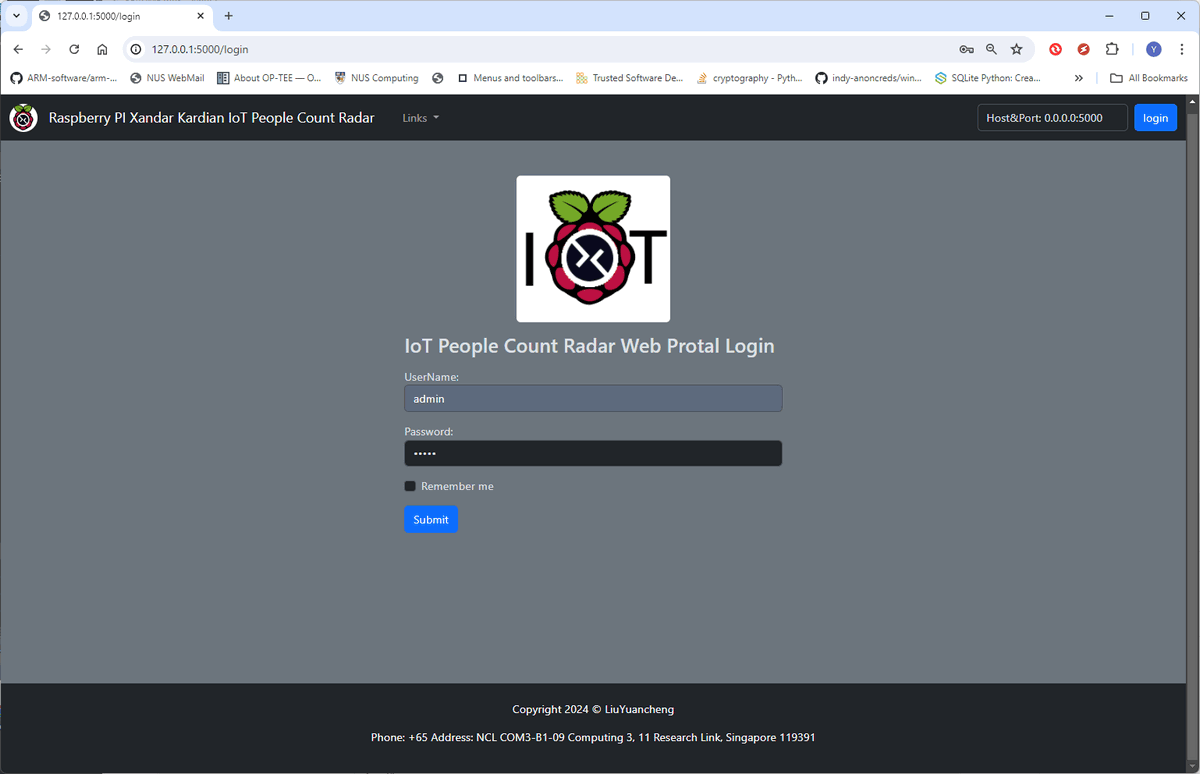 127.0.0.1:5000/login
127.0.0.1:5000/login
Y
ARM-software/arm-... NUS WebMail About OP-TEE — O... NUS Computing Menus and toolbars... Trusted Software De... cryptography - Pyth... indy-anoncreds/win... SQLite Python: Crea... » All Bookmarks
Raspberry PI Xandar Kardian IoT People Count Radar Links Host&Port: 0.0.0.0:5000 login
IOT
IoT People Count Radar Web Protal Login
UserName:
admin
Password:
•••••
Remember me
Submit
Copyright 2024 © LiuYuancheng
Phone: +65 Address: NCL COM3-B1-09 Computing 3, 11 Research Link, Singapore 119391